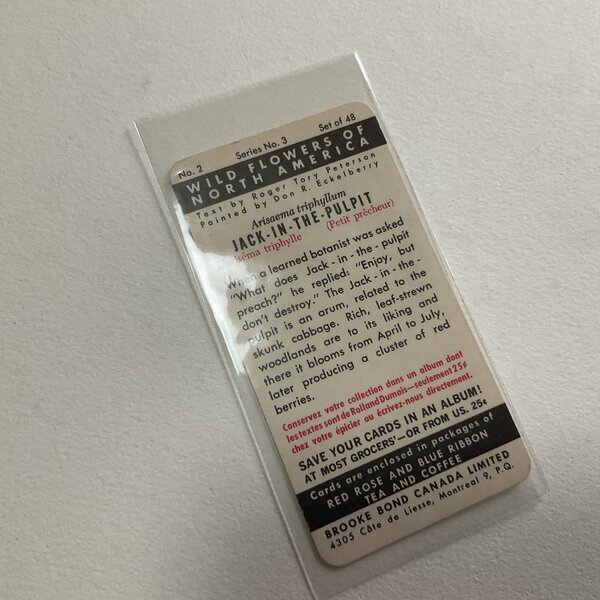 No. 2 Series No. 3 Set of 48
WILD FLOWERS OF
NORTH AMERICA
Text by Roger Tory Peterson
Painted by Don R. Eckelberry
Arisaema triphyllum
JACK-IN-THE-PULPIT
triphylle (Petit prêcheur)
When a learned botanist was asked
"What does Jack-in-the-pulpit
preach?" he replied: "Enjoy, but
don't destroy." The Jack-in-the-
pulpit is an arum, related to the
skunk cabbage. Rich, leaf-strewn
woodlands are to its liking and
there it blooms from April to July,
later producing a cluster of red
berries.
Conservez votre collection dans un album dont
les textes sont de Rolland Dumais—seulement 25¢
chez votre épicier ou écrivez-nous directement.
SAVE YOUR CARDS IN AN ALBUM!
AT MOST GROCERS'—OR FROM US. 25¢
Cards are enclosed in packages of
RED ROSE AND BLUE RIBBON
TEA AND COFFEE
BROOKE BOND CANADA LIMITED
4305 Côte de Liesse, Montreal 9, P.Q.